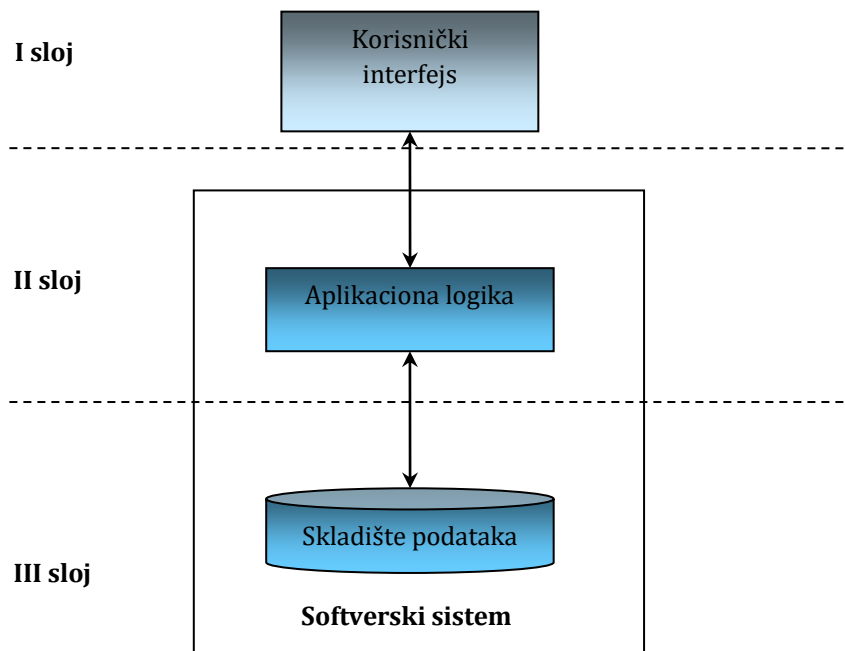 I sloj
Korisnički
interfejs
II sloj
Aplikaciona logika
Skladište podataka
III sloj
Softverski sistem